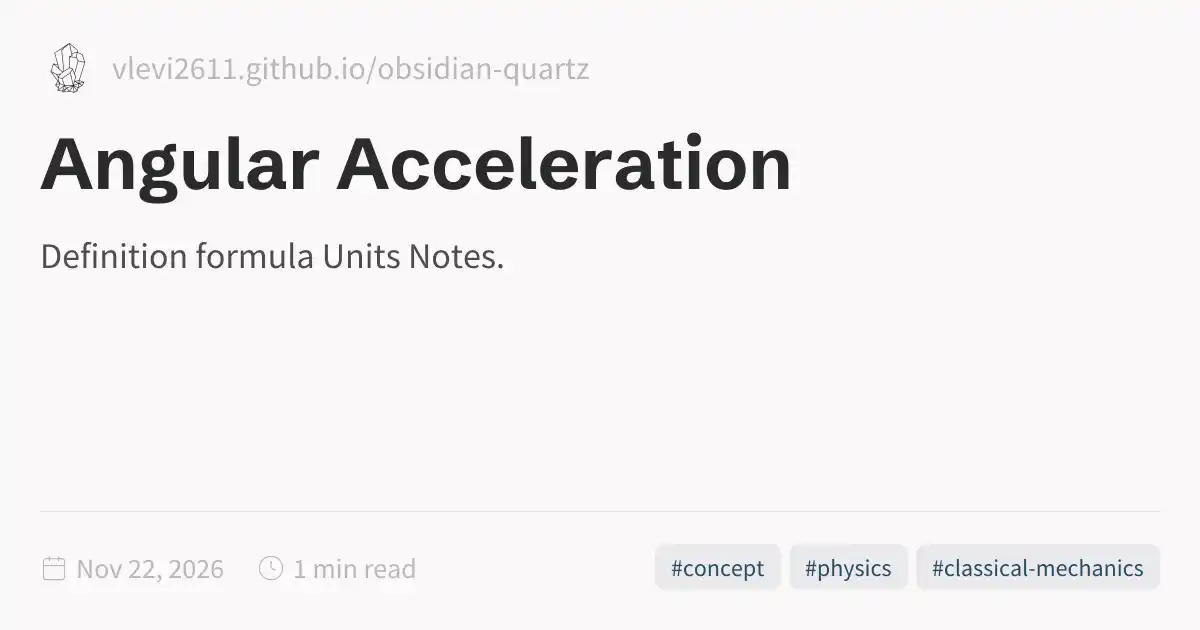 vlevi2611.github.io/obsidian-quartz
Angular Acceleration
Definition formula Units Notes.
Nov 22, 2026 1 min read #concept #physics #classical-mechanics